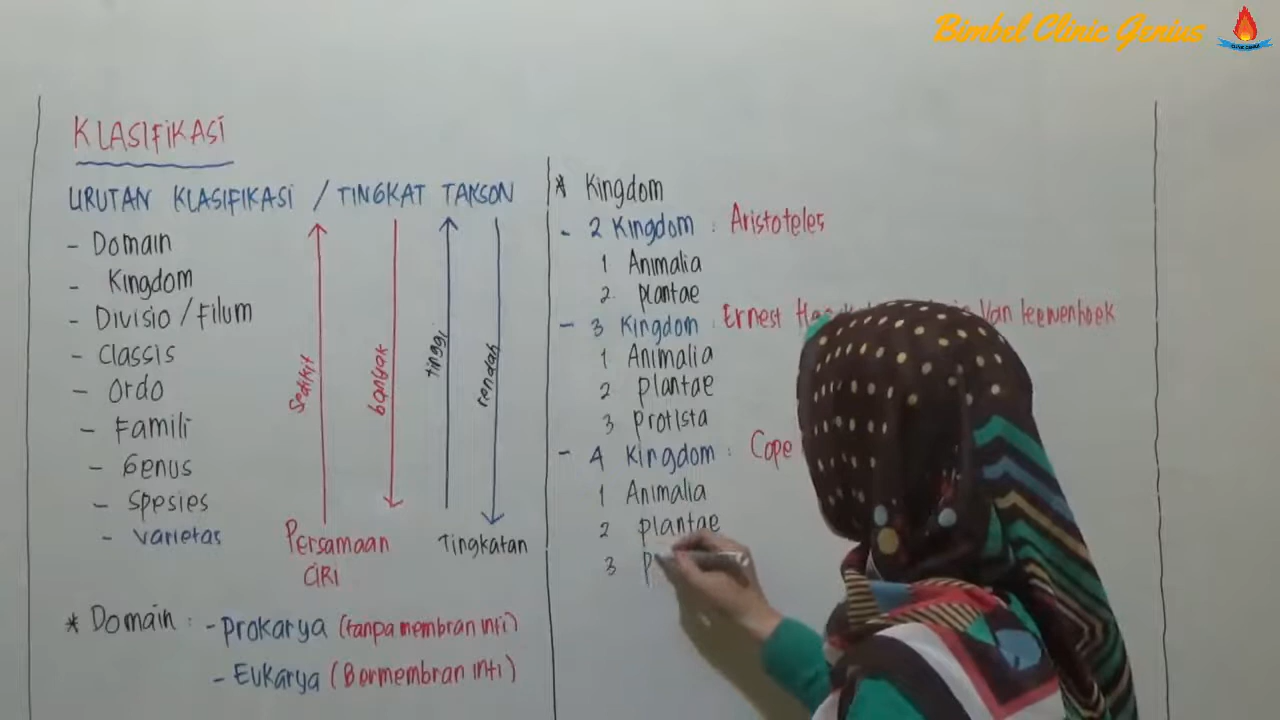 Bimbel Clinic Genius
KLASIFIKASI
URUTAN KLASIFIKASI / TINGKAT TAKSON
- Domain
- Kingdom
- Divisio / Filum
- Classis
- Ordo
- Famili
- Genus
- Spesies
- Varietas
Sedikit
banyak
Persamaan
CIRI
tinggi
rendah
Tingkatan
* Domain : - Prokarya (tanpa membran inti)
- Eukarya (Bermembran inti)
* Kingdom
- 2 Kingdom : Aristoteles
1 Animalia
2. plantae
- 3 Kingdom : Ernest Van leewenhoek
1 Animalia
2 plantae
3 protista
- 4 Kingdom : Cope
1 Animalia
2 plantae
3 p